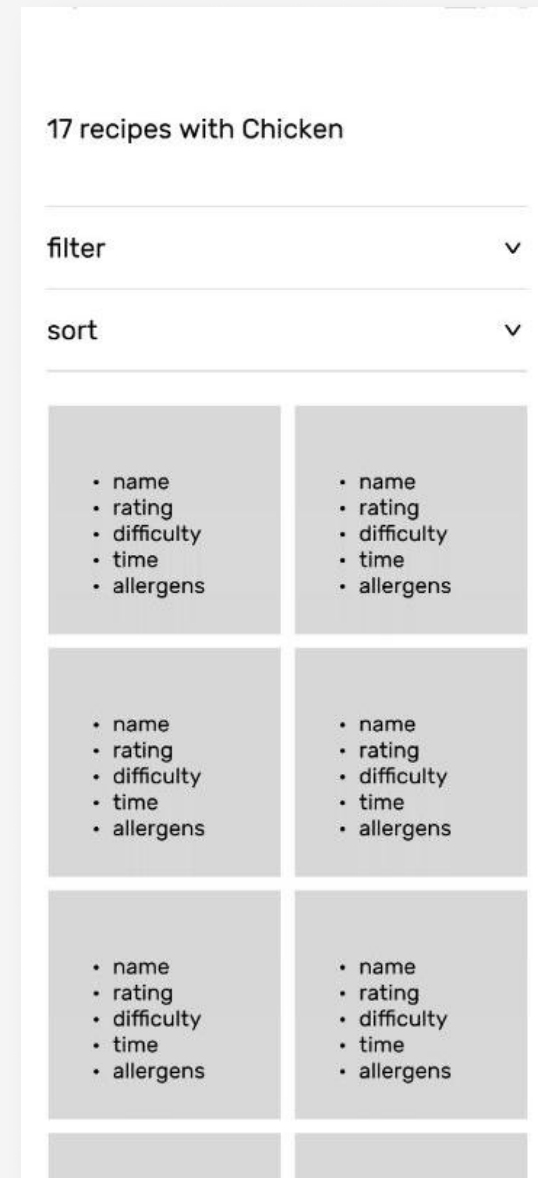 17 recipes with Chicken
filter
sort
• name
• rating
• difficulty
• time
• allergens
• name
• rating
• difficulty
• time
• allergens
• name
• rating
• difficulty
• time
• allergens
• name
• rating
• difficulty
• time
• allergens
• name
• rating
• difficulty
• time
• allergens
• name
• rating
• difficulty
• time
• allergens